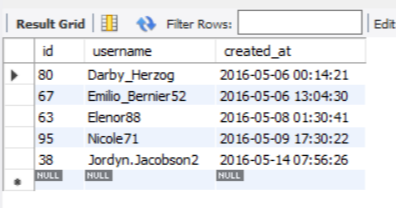 Result Grid Filter Rows: Edit
id username created_at
80 Darby_Herzog 2016-05-06 00:14:21
67 Emilio_Bernier52 2016-05-06 13:04:30
63 Elenor88 2016-05-08 01:30:41
95 Nicole71 2016-05-09 17:30:22
38 Jordyn.Jacobson2 2016-05-14 07:56:26
NULL NULL NULL